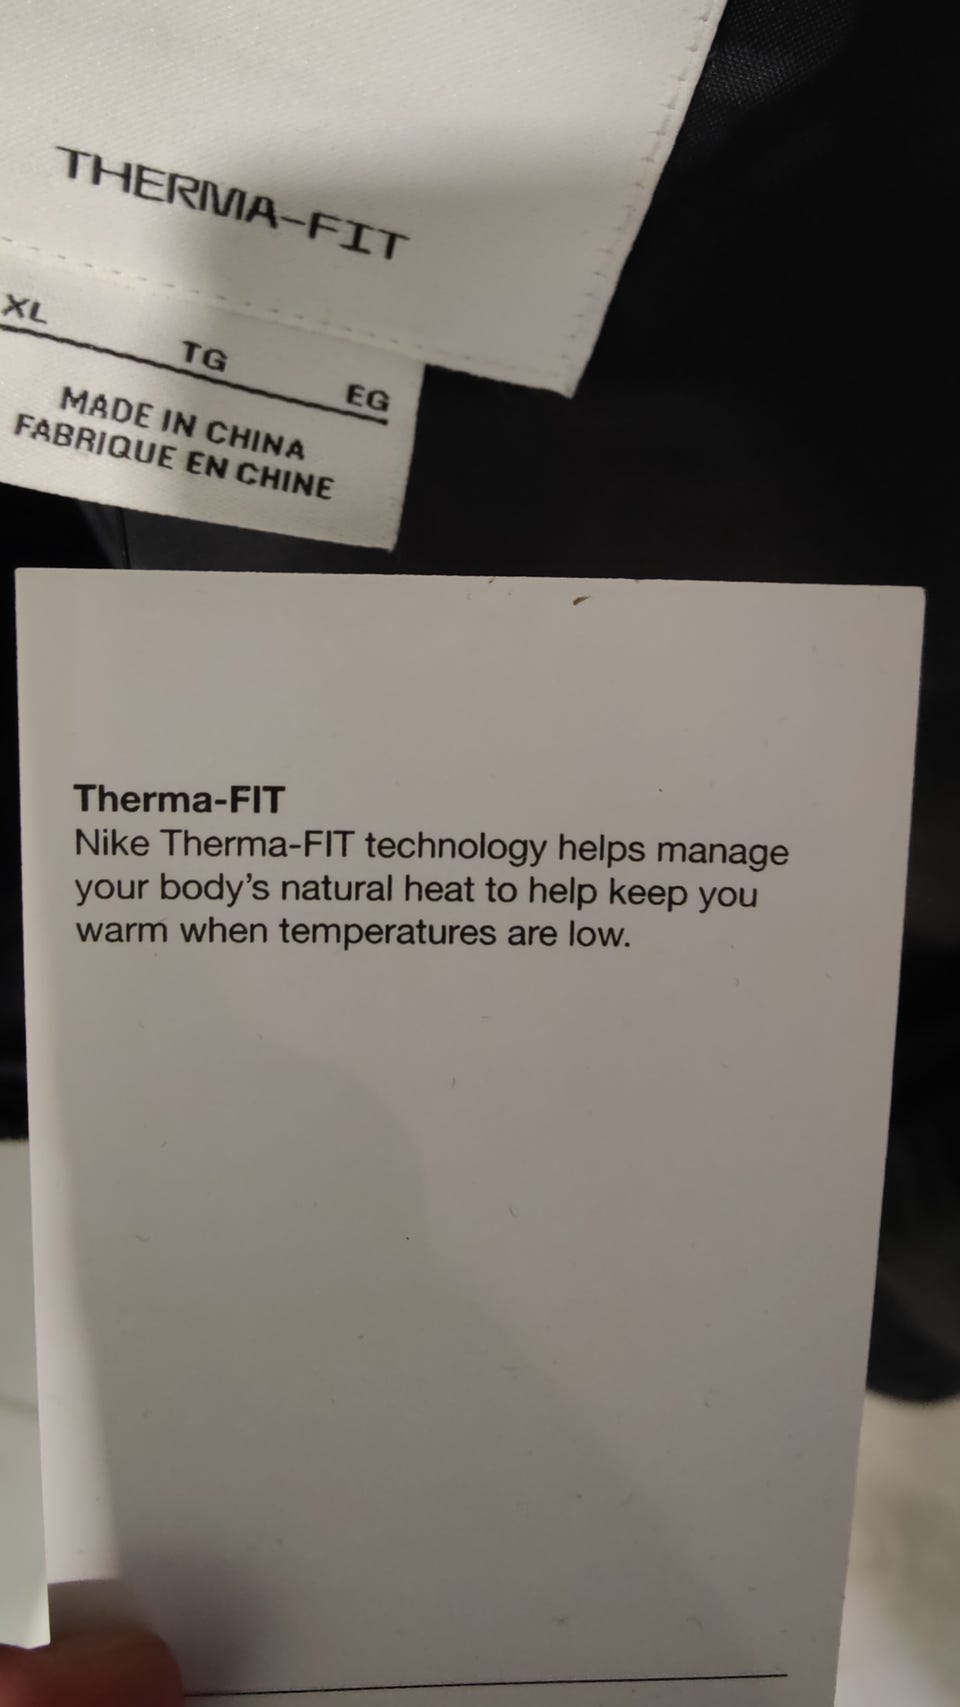 THERMA-FIT
XL TG EG
MADE IN CHINA
FABRIQUE EN CHINE
Therma-FIT
Nike Therma-FIT technology helps manage
your body’s natural heat to help keep you
warm when temperatures are low.